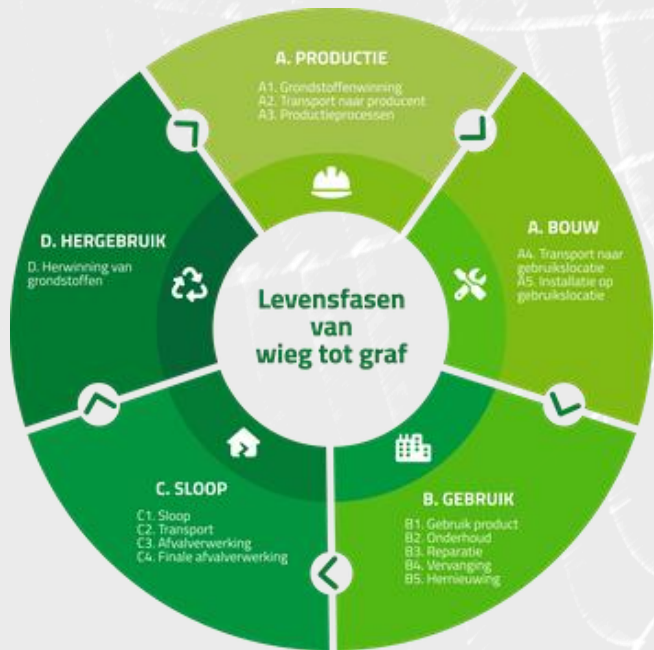 A. PRODUCTIE
A1. Grondstoffenwinning
A2. Transport naar producent
A3. Productieprocessen
A. BOUW
A4. Transport naar
gebruikslocatie
A5. Installatie op
gebruikslocatie
B. GEBRUIK
B1. Gebruik product
B2. Onderhoud
B3. Reparatie
B4. Vervanging
B5. Hernieuwing
C. SLOOP
C1. Sloop
C2. Transport
C3. Afvalverwerking
C4. Finale afvalverwerking
D. HERGEBRUIK
D. Herwinning van
grondstoffen
Levensfasen
van
wieg tot graf